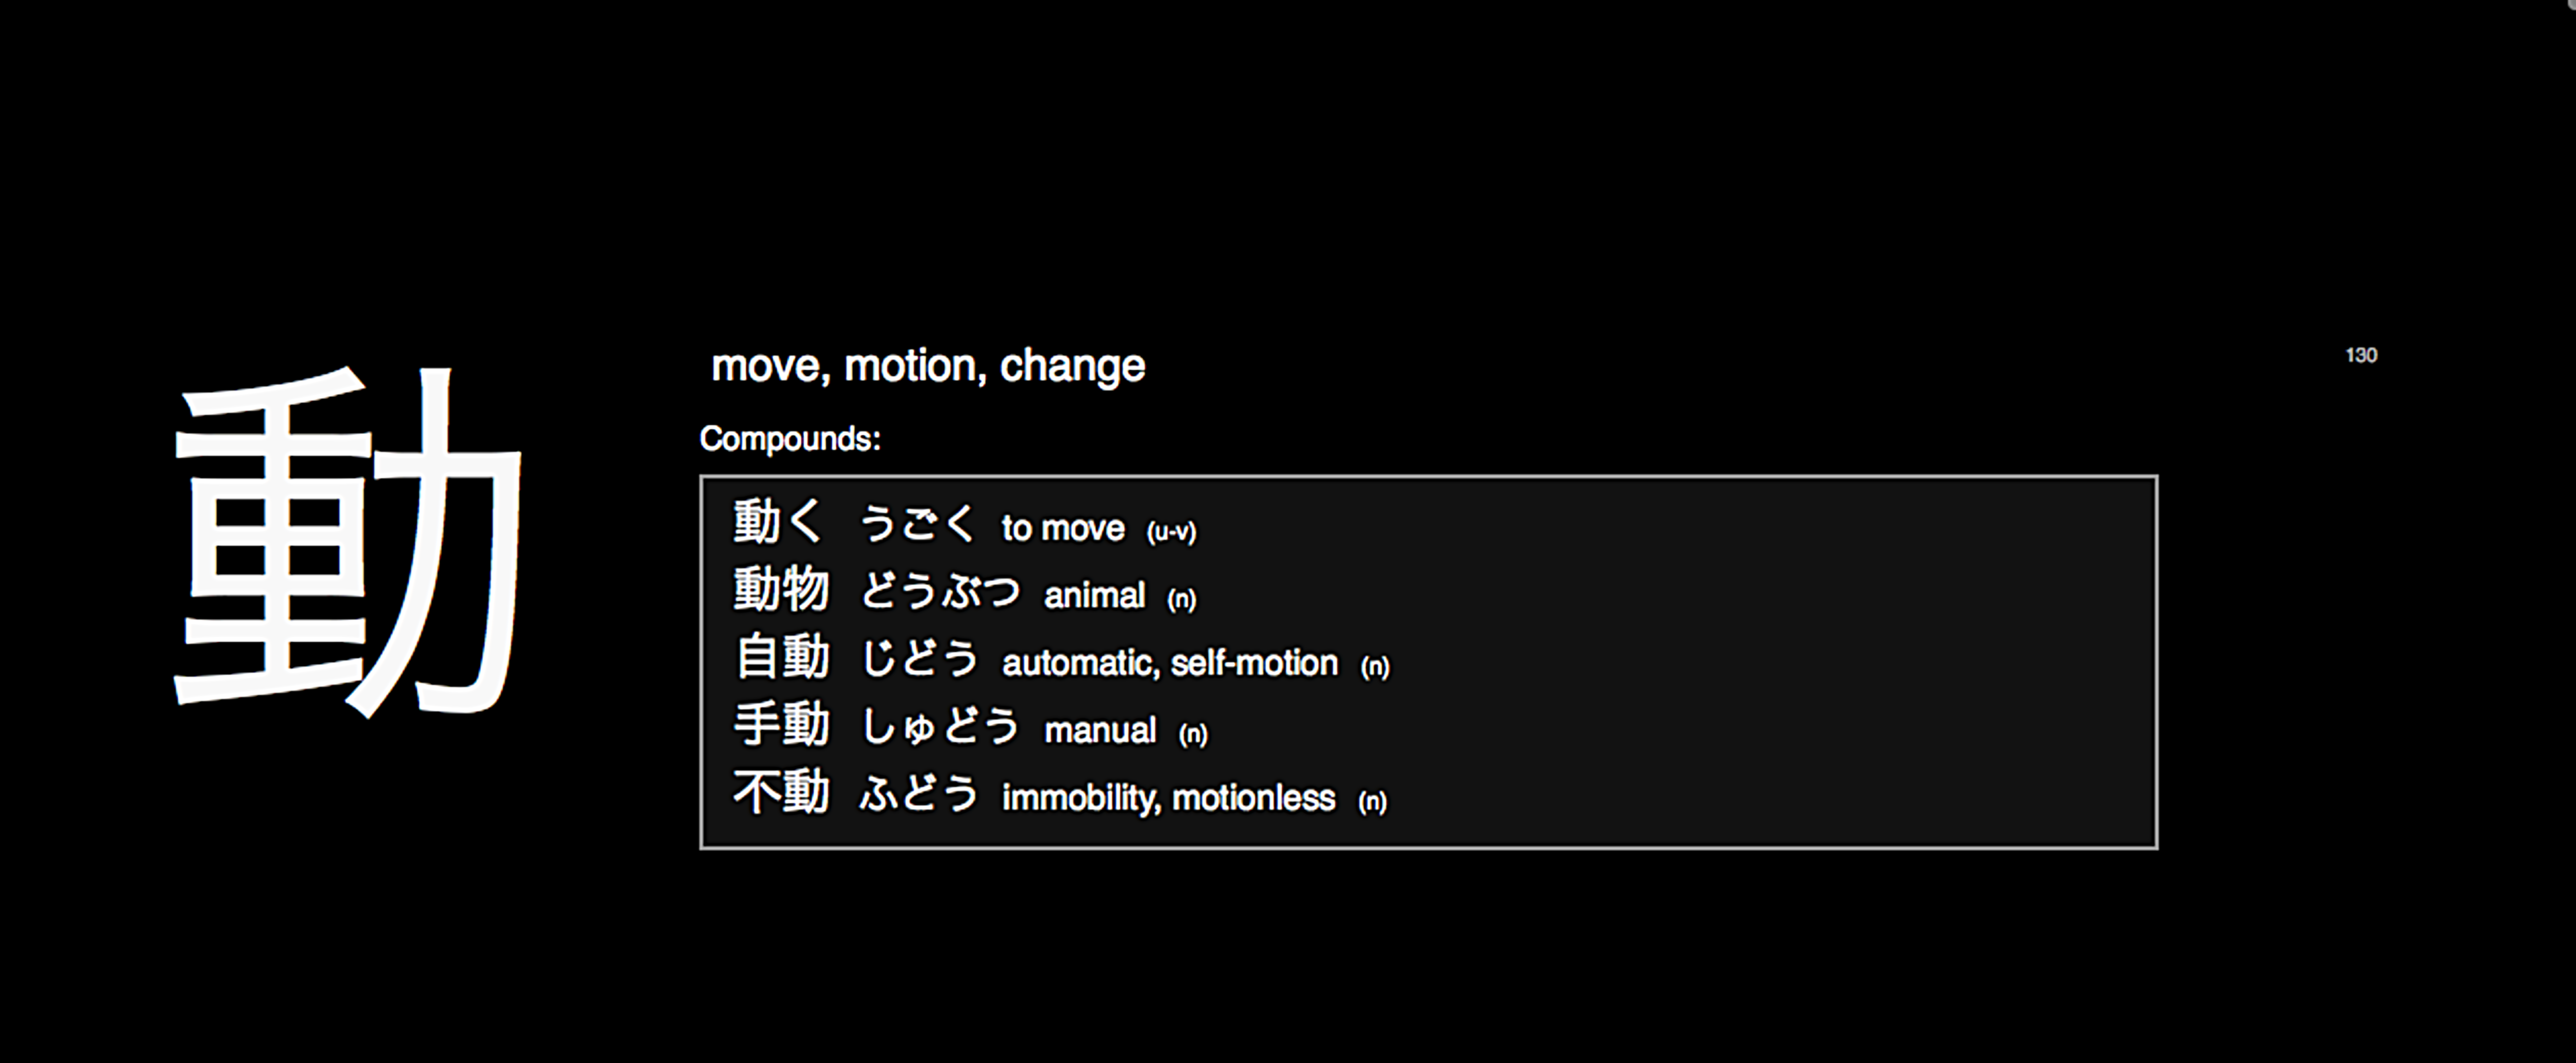 動
move, motion, change
130
Compounds:
動く うごく to move (u-v)
動物 どうぶつ animal (n)
自動 じどう automatic, self-motion (n)
手動 しゅどう manual (n)
不動 ふどう immobility, motionless (n)